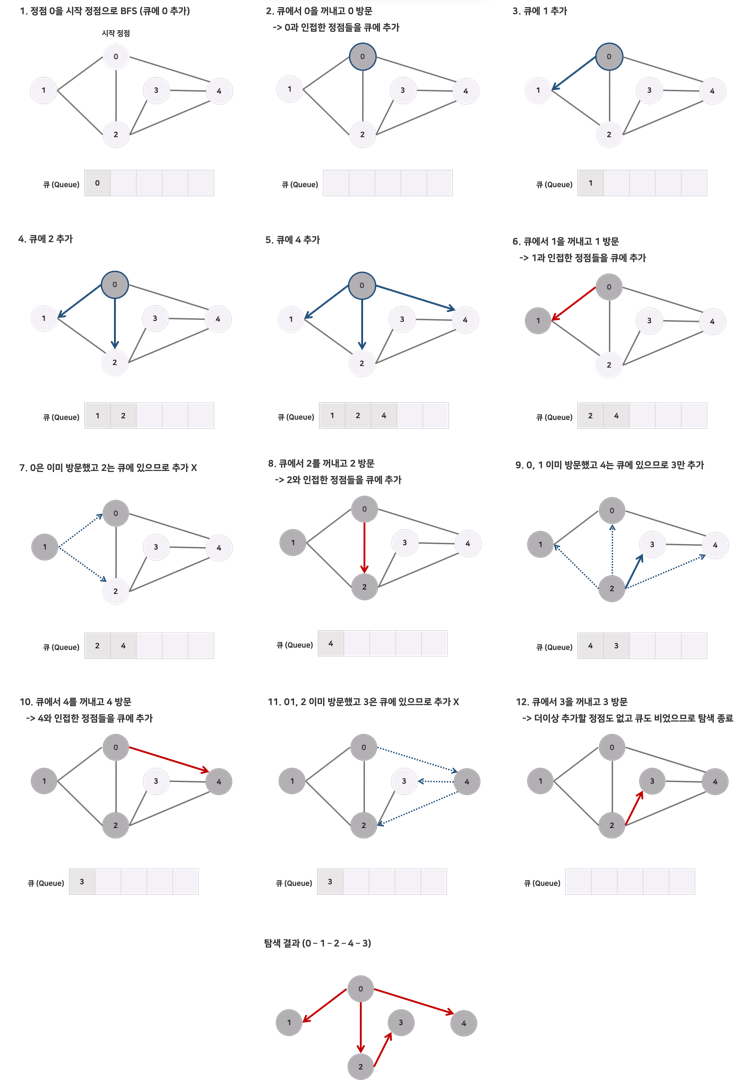 1. 정점 0을 시작 정점으로 BFS (큐에 0 추가)
시작 정점
0
1
3
4
2
큐 (Queue)
0
2. 큐에서 0을 꺼내고 0 방문
-> 0과 인접한 정점들을 큐에 추가
0
1
3
4
2
큐 (Queue)
3. 큐에 1 추가
0
1
3
4
2
큐 (Queue)
1
4. 큐에 2 추가
0
1
3
4
2
큐 (Queue)
1 2
5. 큐에 4 추가
0
1
3
4
2
큐 (Queue)
1 2 4
6. 큐에서 1을 꺼내고 1 방문
-> 1과 인접한 정점들을 큐에 추가
0
1
3
4
2
큐 (Queue)
2 4
7. 0은 이미 방문했고 2는 큐에 있으므로 추가 X
0
1
3
4
2
큐 (Queue)
2 4
8. 큐에서 2를 꺼내고 2 방문
-> 2와 인접한 정점들을 큐에 추가
0
1
3
4
2
큐 (Queue)
4
9. 0, 1 이미 방문했고 4는 큐에 있으므로 3만 추가
0
1
3
4
2
큐 (Queue)
4 3
10. 큐에서 4를 꺼내고 4 방문
-> 4와 인접한 정점들을 큐에 추가
0
1
3
4
2
큐 (Queue)
3
11. 01, 2 이미 방문했고 3은 큐에 있으므로 추가 X
0
1
3
4
2
큐 (Queue)
3
12. 큐에서 3을 꺼내고 3 방문
-> 더이상 추가할 정점도 없고 큐도 비었으므로 탐색 종료
0
1
3
4
2
큐 (Queue)
탐색 결과 (0 – 1 – 2 – 4 – 3)
0
1
3
4
2